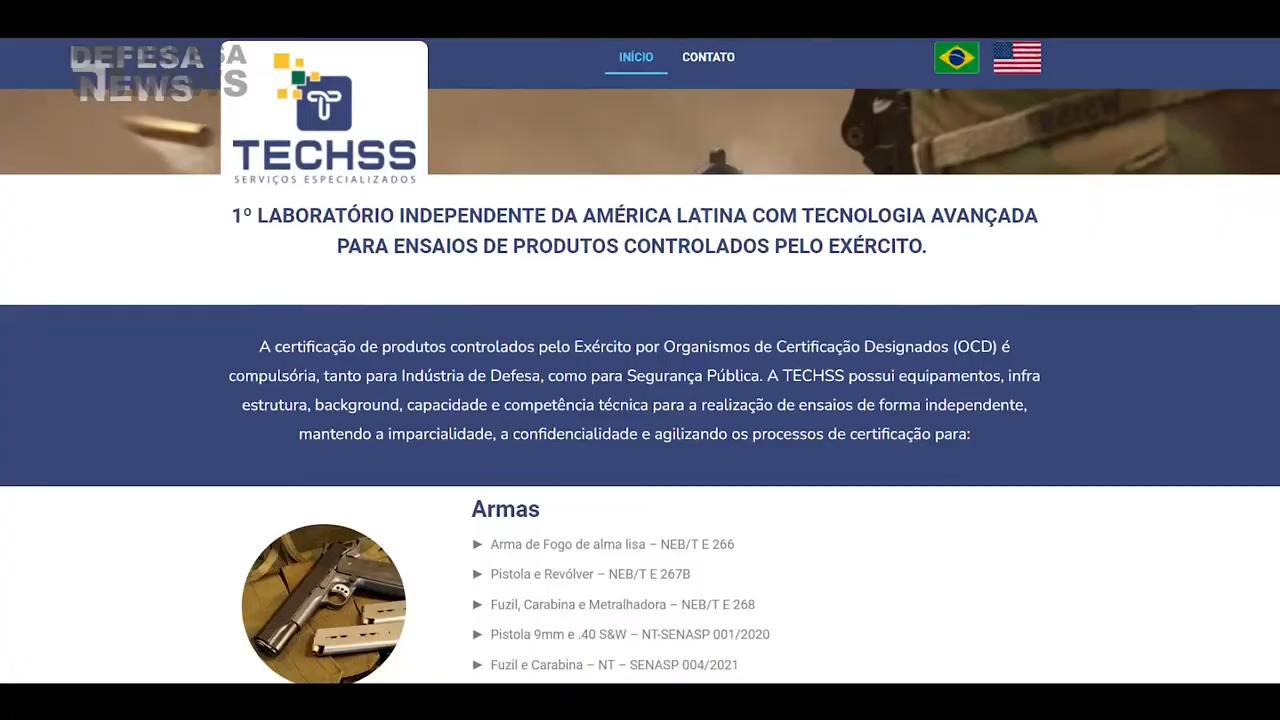 DEFESA
NEWS
INÍCIO
CONTATO
TECHSS
SERVIÇOS ESPECIALIZADOS
1º LABORATÓRIO INDEPENDENTE DA AMÉRICA LATINA COM TECNOLOGIA AVANÇADA
PARA ENSAIOS DE PRODUTOS CONTROLADOS PELO EXÉRCITO.
A certificação de produtos controlados pelo Exército por Organismos de Certificação Designados (OCD) é
compulsória, tanto para Indústria de Defesa, como para Segurança Pública. A TECHSS possui equipamentos, infra
estrutura, background, capacidade e competência técnica para a realização de ensaios de forma independente,
mantendo a imparcialidade, a confidencialidade e agilizando os processos de certificação para:
Armas
► Arma de Fogo de alma lisa – NEB/T E 266
► Pistola e Revólver – NEB/T E 267B
► Fuzil, Carabina e Metralhadora – NEB/T E 268
► Pistola 9mm e .40 S&W – NT-SENASP 001/2020
► Fuzil e Carabina – NT – SENASP 004/2021